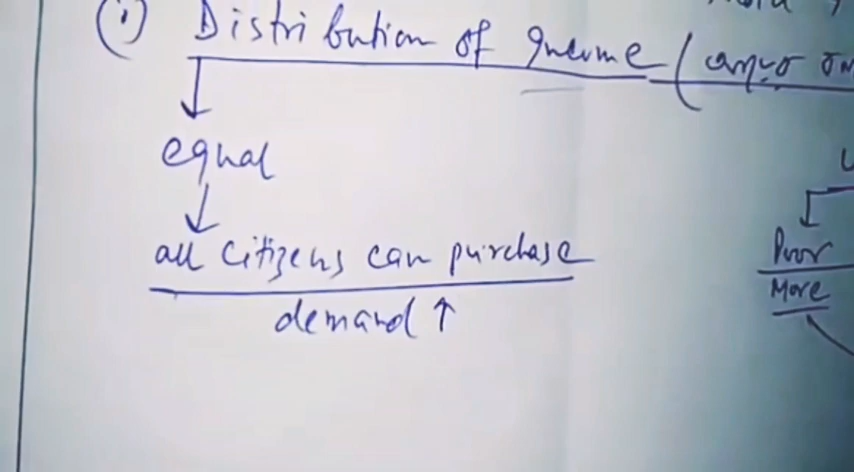 (i) Distribution of Income (
equal
all citizens can purchase
demand ↑
Poor
More